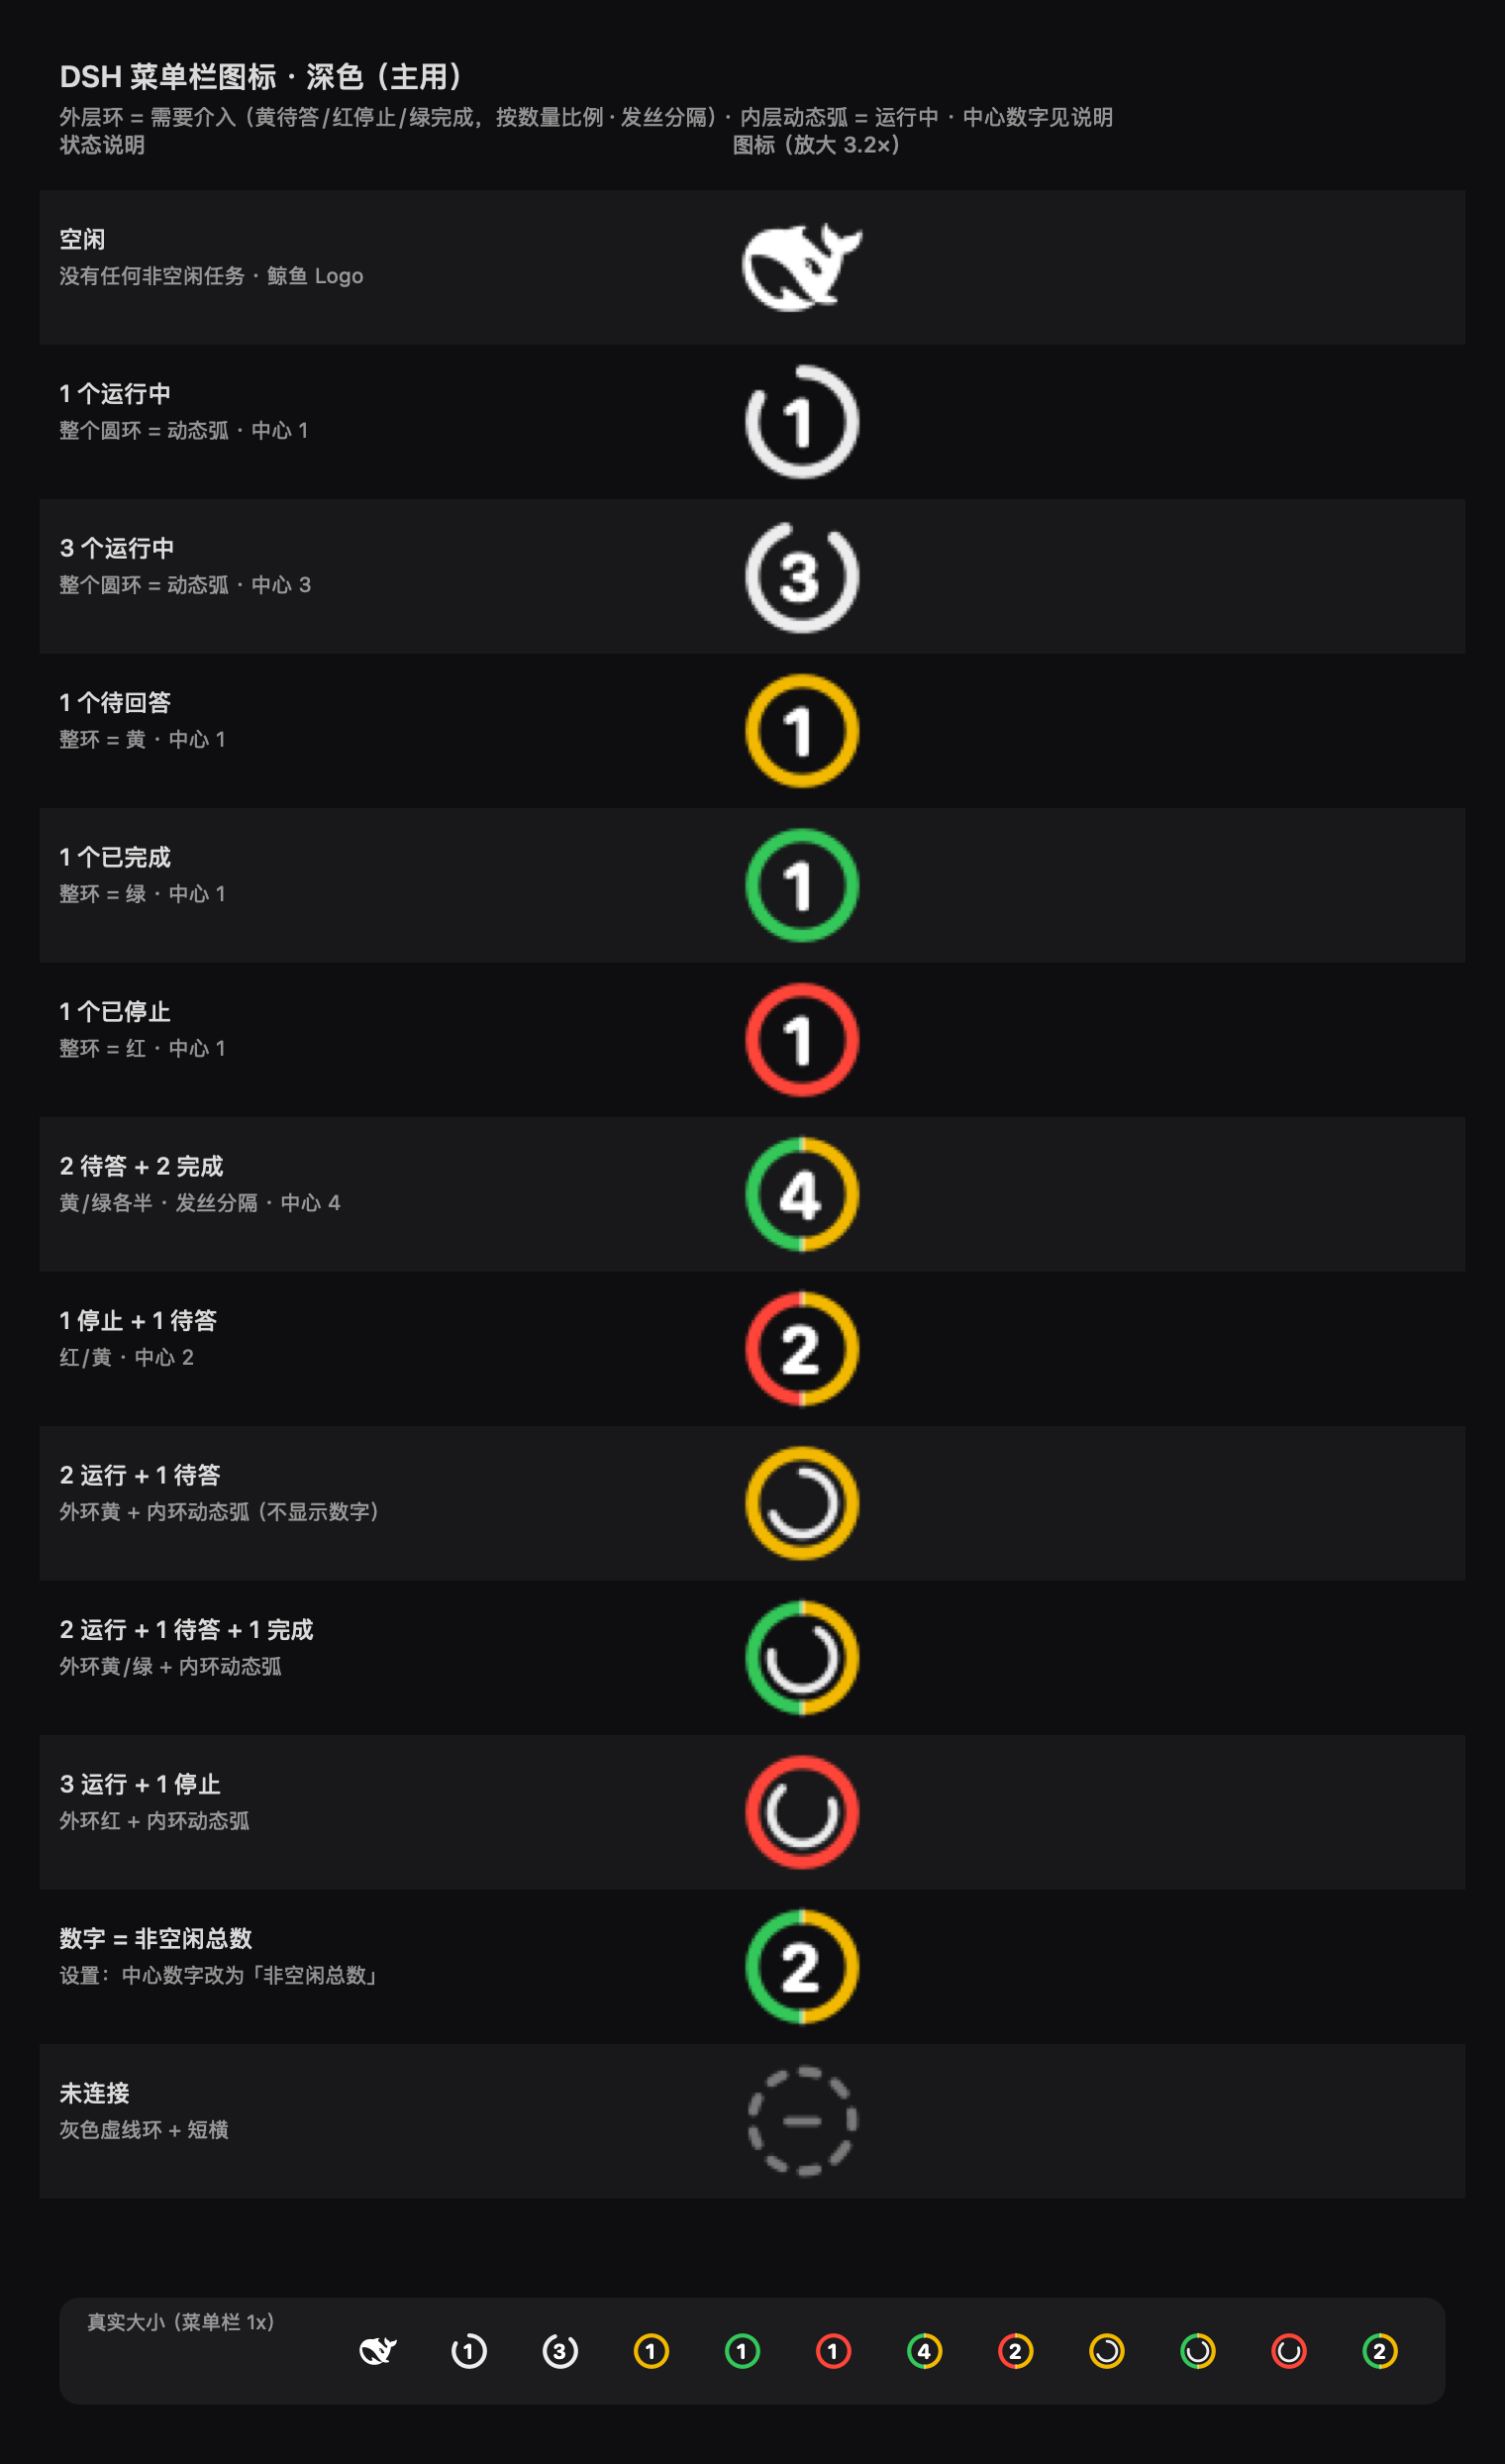 DSH 菜单栏图标 · 深色（主用）
外层环 = 需要介入（黄待答/红停止/绿完成，按数量比例 · 发丝分隔）· 内层动态弧 = 运行中 · 中心数字见说明
状态说明 图标（放大 3.2×）
空闲
没有任何非空闲任务 · 鲸鱼 Logo
1 个运行中
整个圆环 = 动态弧 · 中心 1
1
3 个运行中
整个圆环 = 动态弧 · 中心 3
3
1 个待回答
整环 = 黄 · 中心 1
1
1 个已完成
整环 = 绿 · 中心 1
1
1 个已停止
整环 = 红 · 中心 1
1
2 待答 + 2 完成
黄/绿各半 · 发丝分隔 · 中心 4
4
1 停止 + 1 待答
红/黄 · 中心 2
2
2 运行 + 1 待答
外环黄 + 内环动态弧（不显示数字）
2 运行 + 1 待答 + 1 完成
外环黄/绿 + 内环动态弧
3 运行 + 1 停止
外环红 + 内环动态弧
数字 = 非空闲总数
设置：中心数字改为「非空闲总数」
2
未连接
灰色虚线环 + 短横
真实大小（菜单栏 1x）
1 3 1 1 1 4 2 2